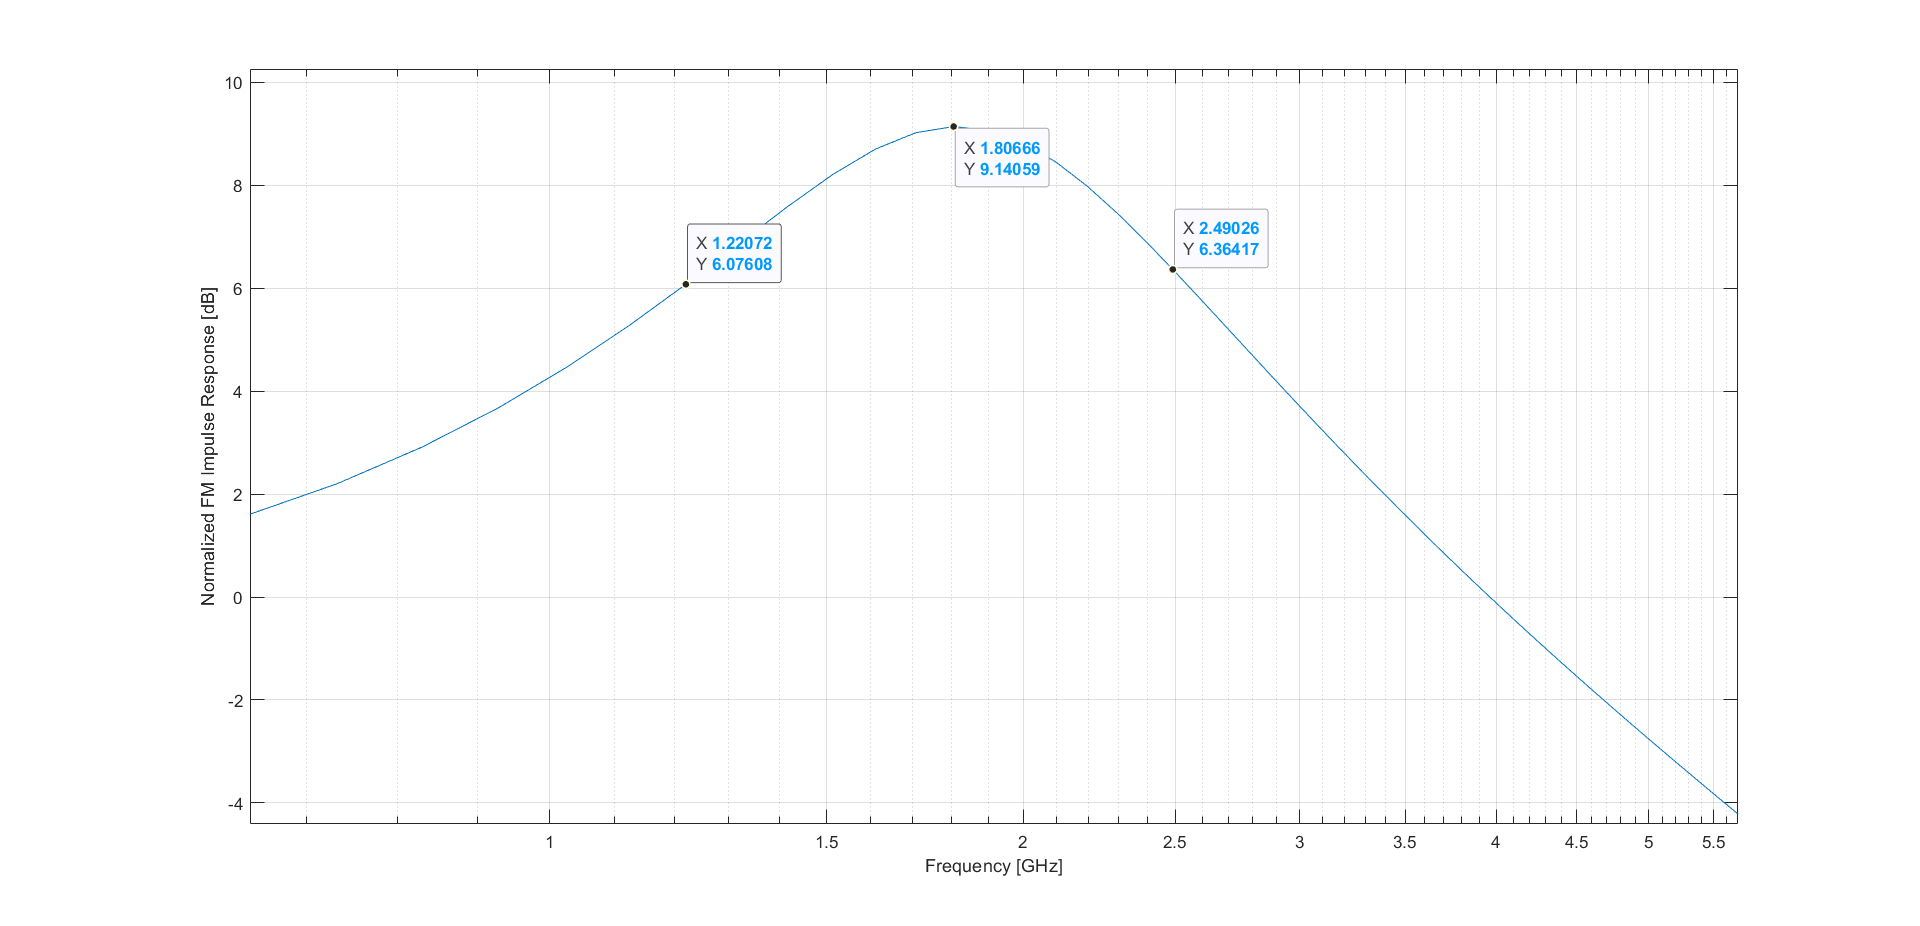 10
8
6
4
2
0
-2
-4
Normalized FM Impulse Response [dB]
X 1.22072
Y 6.07608
X 1.80666
Y 9.14059
X 2.49026
Y 6.36417
1 1.5 2 2.5 3 3.5 4 4.5 5 5.5
Frequency [GHz]